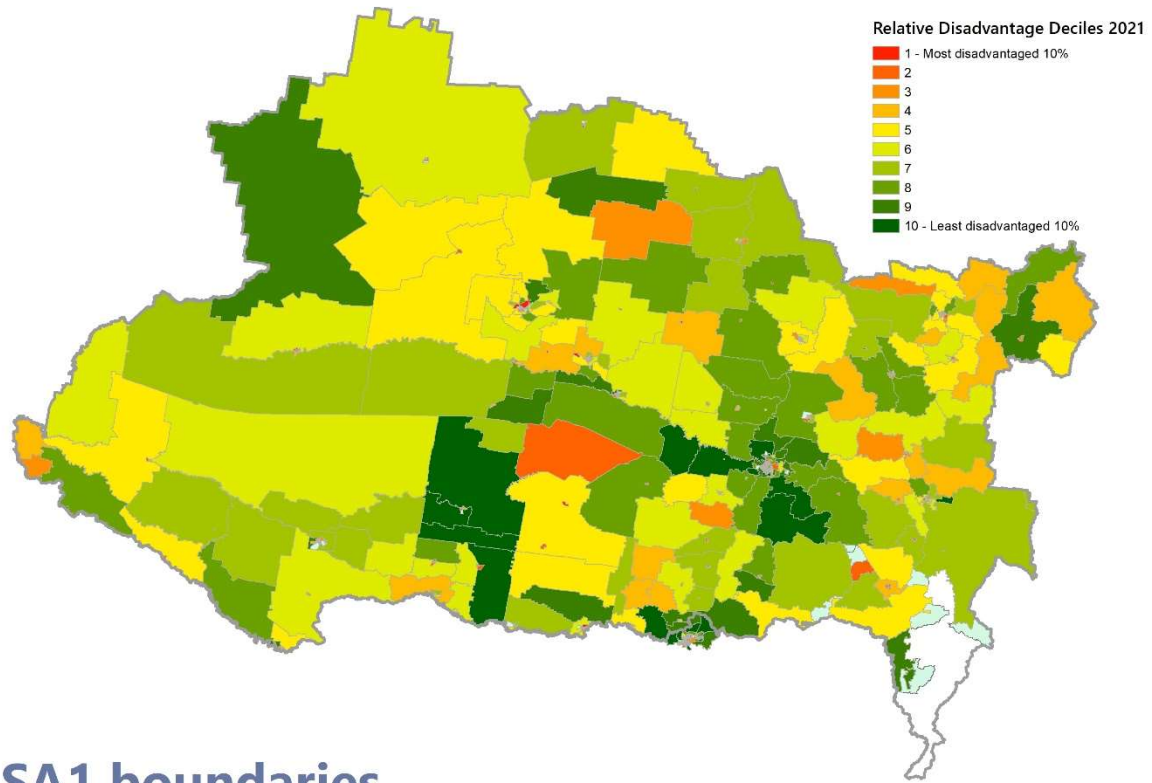 Relative Disadvantage Deciles 2021
1 - Most disadvantaged 10%
2
3
4
5
6
7
8
9
10 - Least disadvantaged 10%
SA1 boundaries